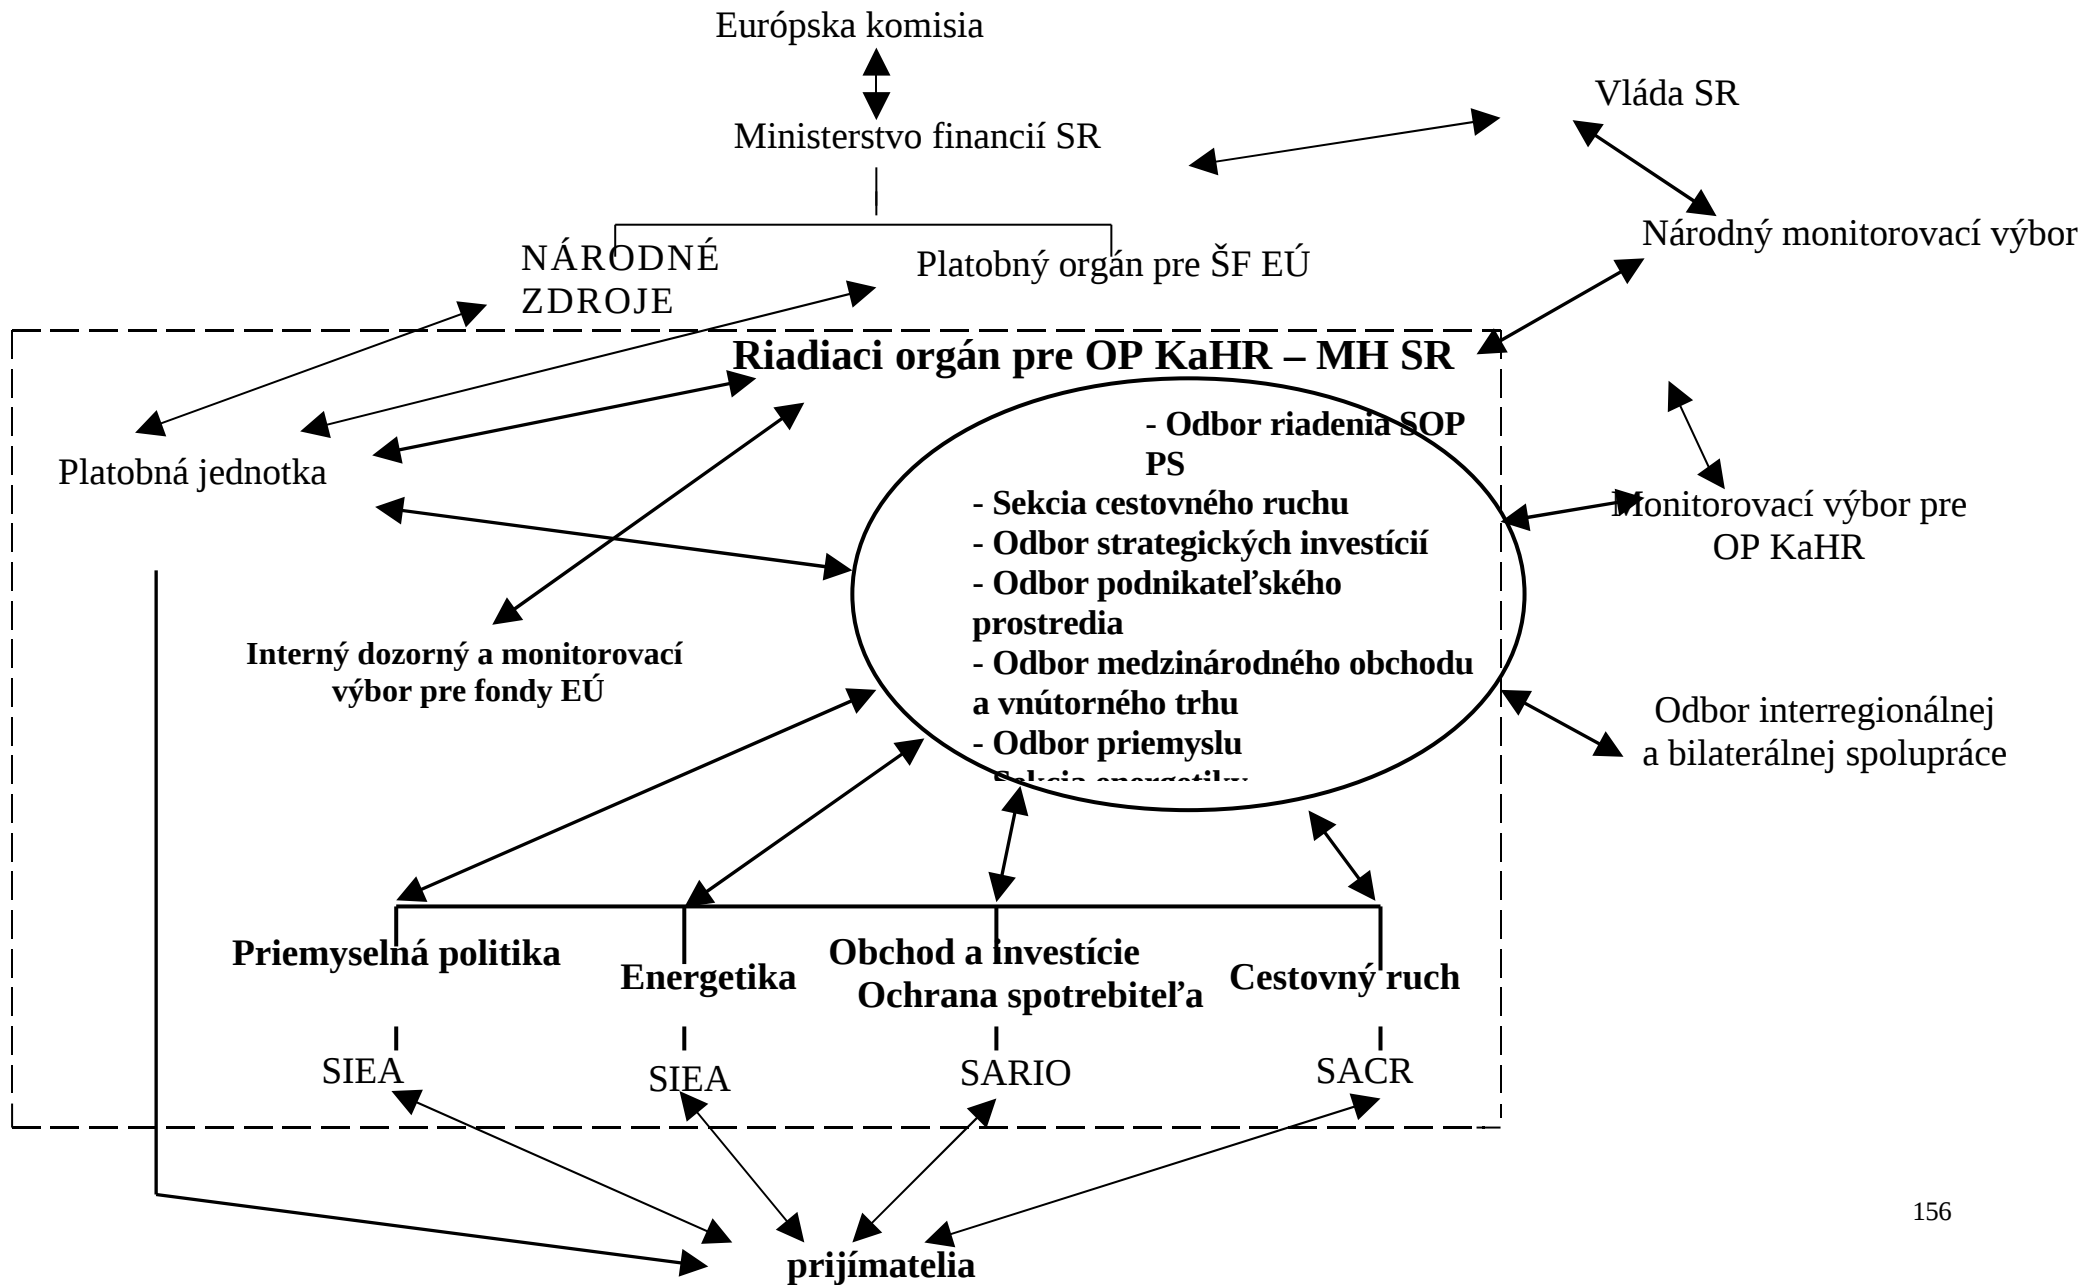 Európska komisia
Vláda SR
Ministerstvo financií SR
Národný monitorovací výbor
NÁRODNÉ
ZDROJE
Platobný orgán pre ŠF EÚ
Riadiaci orgán pre OP KaHR – MH SR
- Odbor riadenia SOP
PS
- Sekcia cestovného ruchu
- Odbor strategických investícií
- Odbor podnikateľského
prostredia
- Odbor medzinárodného obchodu
a vnútorného trhu
- Odbor priemyslu
- Sekcia energetiky
Platobná jednotka
Monitorovací výbor pre
OP KaHR
Interný dozorný a monitorovací
výbor pre fondy EÚ
Odbor interregionálnej
a bilaterálnej spolupráce
Priemyselná politika
Energetika
Obchod a investície
Ochrana spotrebiteľa
Cestovný ruch
SIEA
SIEA
SARIO
SACR
156
prijímatelia